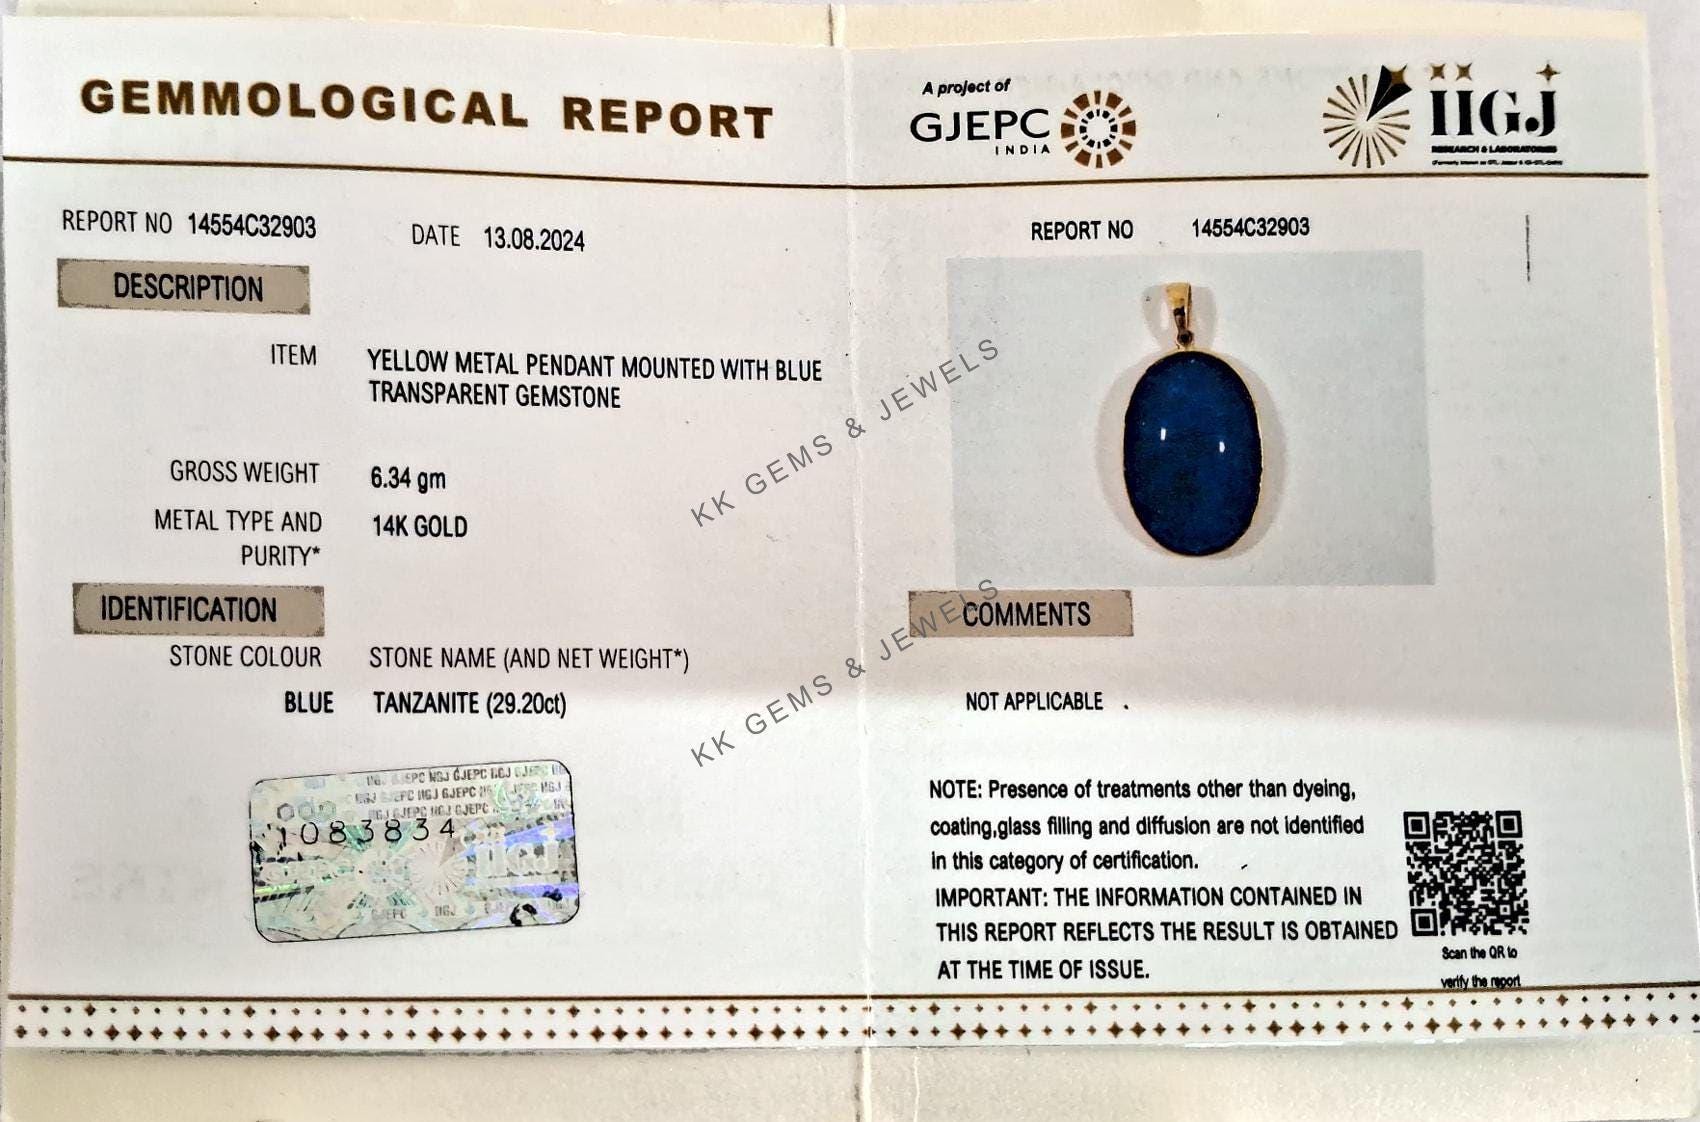 GEMMOLOGICAL REPORT
REPORT NO 14554C32903
DATE 13.08.2024
DESCRIPTION
ITEM YELLOW METAL PENDANT MOUNTED WITH BLUE
TRANSPARENT GEMSTONE
GROSS WEIGHT 6.34 gm
METAL TYPE AND 14K GOLD
PURITY*
IDENTIFICATION
STONE COLOUR STONE NAME (AND NET WEIGHT*)
BLUE TANZANITE (29.20ct)
1083834
IIGJ
GJEPC IIGJ
A project of
GJEPC
INDIA
IIGJ
RESEARCH & LABORATORIES
REPORT NO 14554C32903
COMMENTS
NOT APPLICABLE .
NOTE: Presence of treatments other than dyeing,
coating,glass filling and diffusion are not identified
in this category of certification.
IMPORTANT: THE INFORMATION CONTAINED IN
THIS REPORT REFLECTS THE RESULT IS OBTAINED
AT THE TIME OF ISSUE.
Scan the QR to
verify the report
KK GEMS & JEWELS
KK GEMS & JEWELS